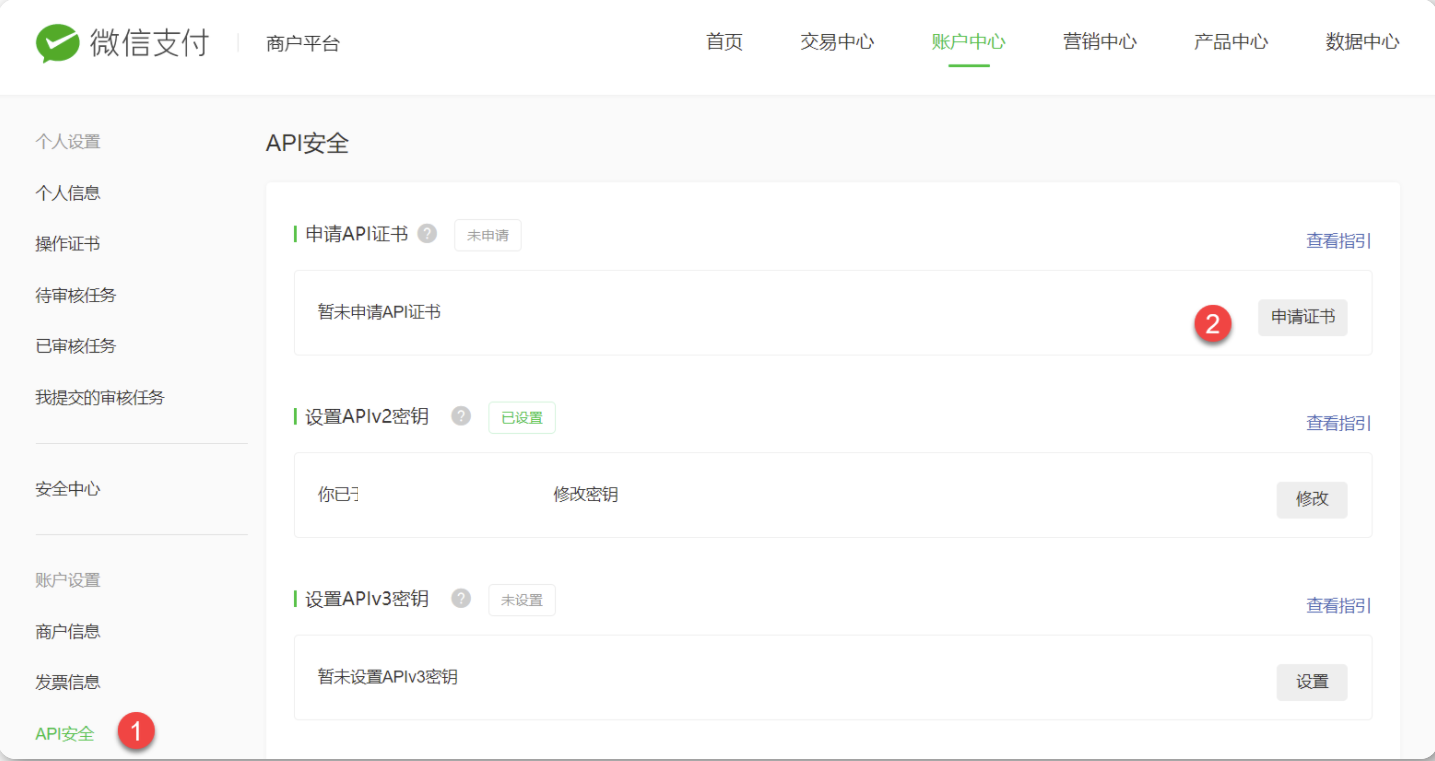 微信支付 商户平台 首页 交易中心 账户中心 营销中心 产品中心 数据中心
个人设置
个人信息
操作证书
待审核任务
已审核任务
我提交的审核任务
安全中心
账户设置
商户信息
发票信息
API安全 1
API安全
申请API证书 ? 未申请 查看指引
暂未申请API证书 2 申请证书
设置APIv2密钥 ? 已设置 查看指引
你已 修改密钥 修改
设置APIv3密钥 ? 未设置 查看指引
暂未设置APIv3密钥 设置